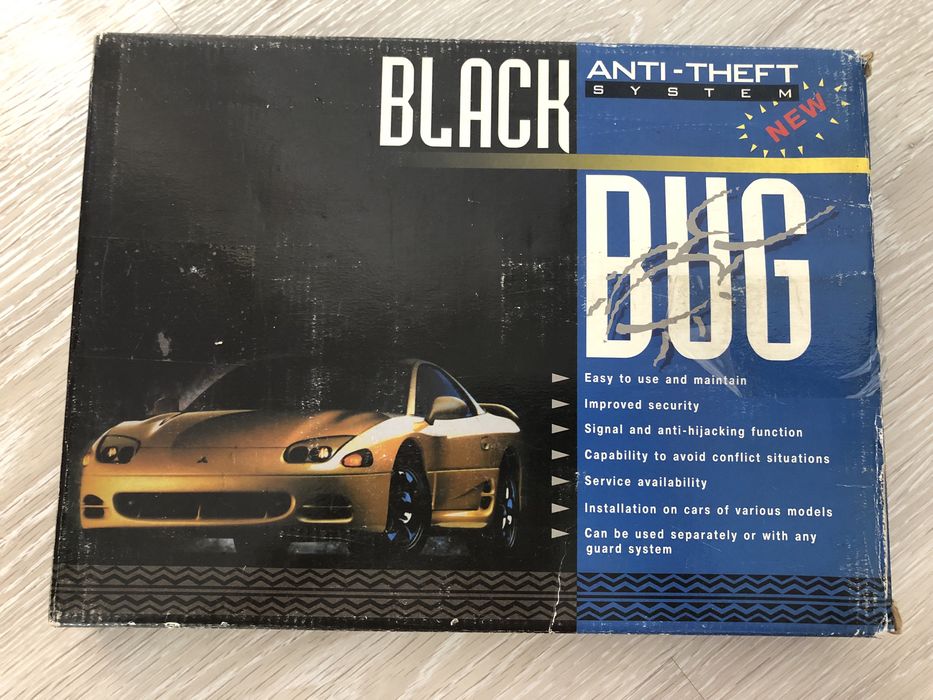 BLACK
ANTI-THEFT
SYSTEM
NEW
BUG
Easy to use and maintain
Improved security
Signal and anti-hijacking function
Capability to avoid conflict situations
Service availability
Installation on cars of various models
Can be used separately or with any
guard system